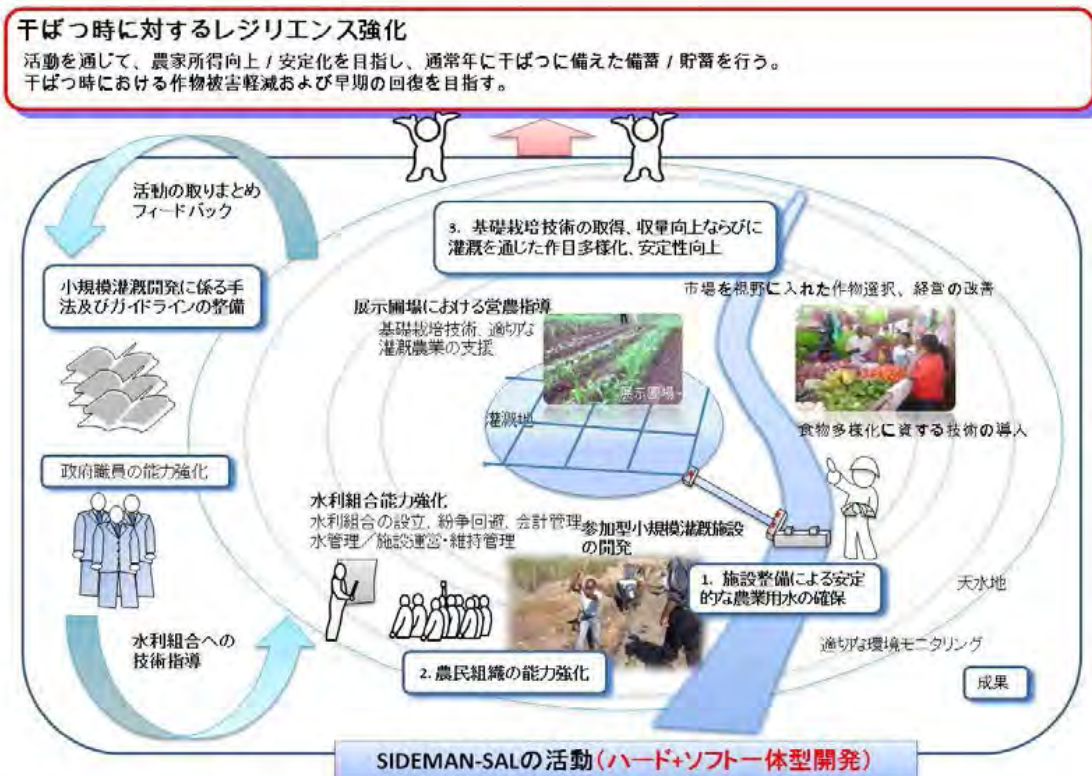 干ばつ時に対するレジリエンス強化
活動を通じて、農家所得向上 / 安定化を目指し、通常年に干ばつに備えた備蓄 / 貯蓄を行う。
干ばつ時における作物被害軽減および早期の回復を目指す。
活動の取りまとめ
フィードバック
小規模灌漑開発に係る手
法及びガイドラインの整備
政府職員の能力強化
水利組合への
技術指導
3. 基礎栽培技術の取得、収量向上ならびに
灌漑を通じた作目多様化、安定性向上
展示圃場における営農指導
基礎栽培技術、適切な
灌漑農業の支援
展示圃場
灌漑地
市場を視野に入れた作物選択、経営の改善
食物多様化に資する技術の導入
水利組合能力強化
水利組合の設立, 紛争回避, 会計管理
水管理／施設運営・維持管理
参加型小規模灌漑施設
の開発
1. 施設整備による安定
的な農業用水の確保
2. 農民組織の能力強化
天水地
適切な環境モニタリング
成果
SIDEMAN-SALの活動(ハード+ソフト一体型開発)